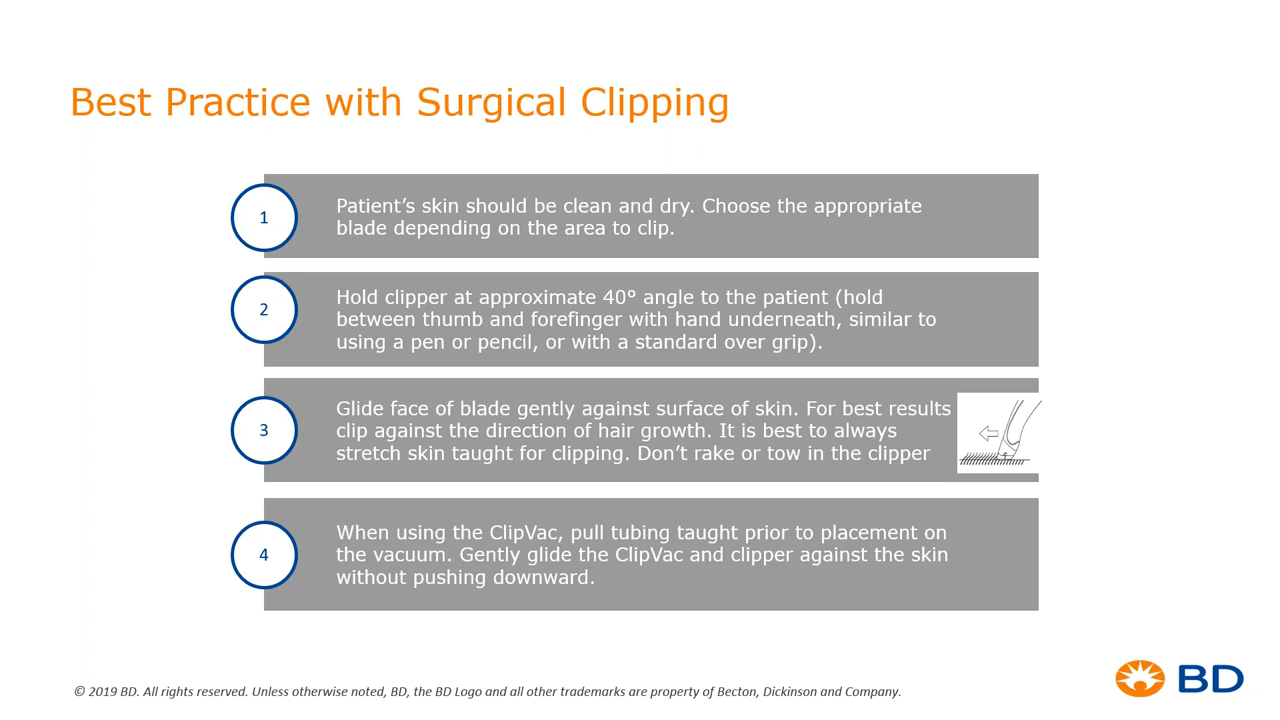 Best Practice with Surgical Clipping
1
Patient’s skin should be clean and dry. Choose the appropriate
blade depending on the area to clip.
2
Hold clipper at approximate 40° angle to the patient (hold
between thumb and forefinger with hand underneath, similar to
using a pen or pencil, or with a standard over grip).
3
Glide face of blade gently against surface of skin. For best results
clip against the direction of hair growth. It is best to always
stretch skin taught for clipping. Don’t rake or tow in the clipper
4
When using the ClipVac, pull tubing taught prior to placement on
the vacuum. Gently glide the ClipVac and clipper against the skin
without pushing downward.
© 2019 BD. All rights reserved. Unless otherwise noted, BD, the BD Logo and all other trademarks are property of Becton, Dickinson and Company.
BD